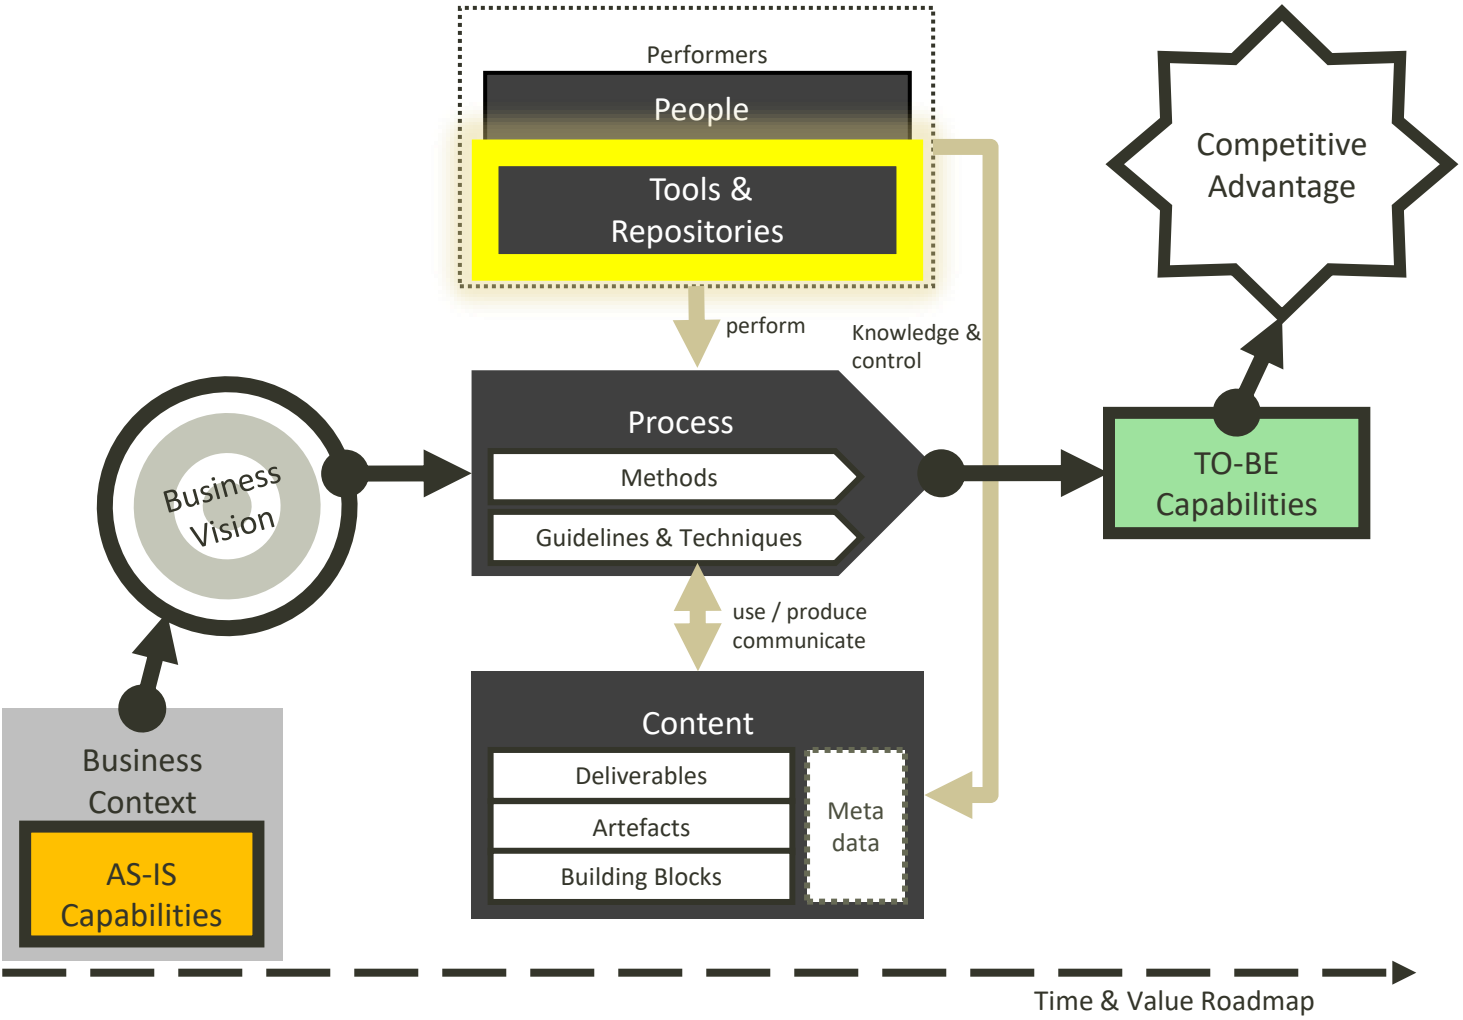 Performers
People
Tools &
Repositories
Competitive
Advantage
perform
Knowledge &
control
Process
Methods
Guidelines & Techniques
Business
Vision
TO-BE
Capabilities
use / produce
communicate
Content
Deliverables
Artefacts
Building Blocks
Meta
data
Business
Context
AS-IS
Capabilities
Time & Value Roadmap